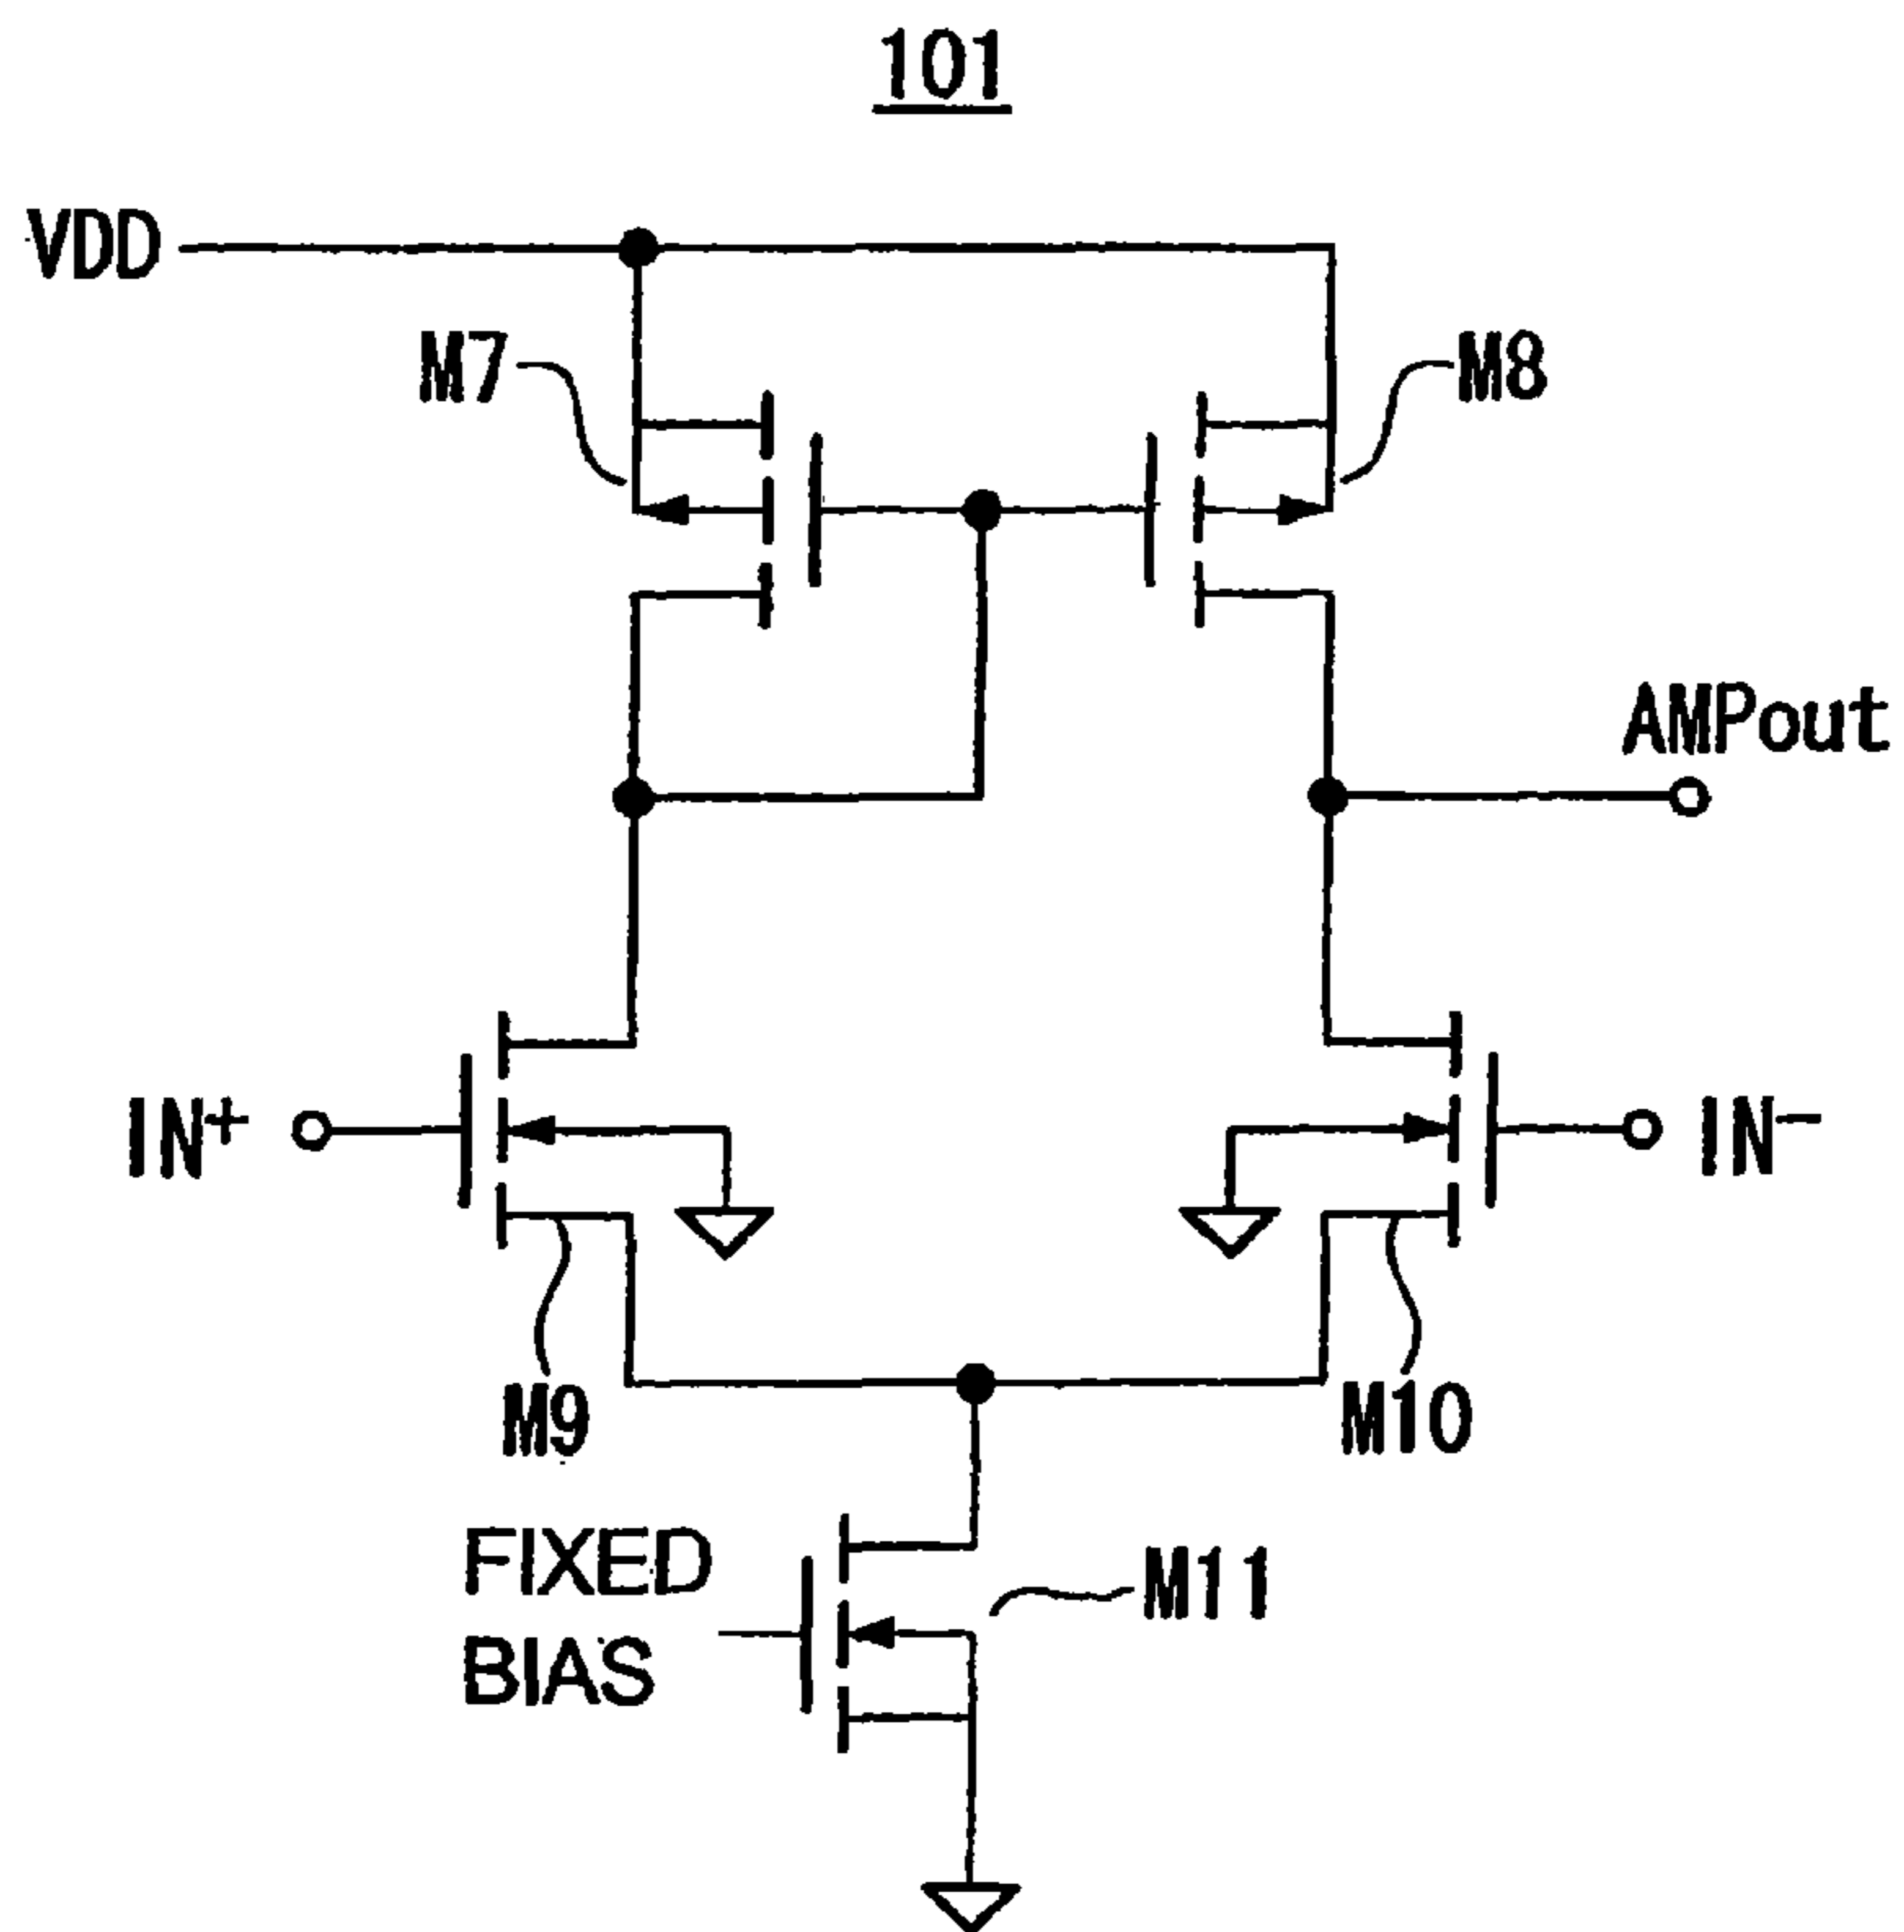 101
VDD
M7
M8
AMPout
IN+
IN−
M9
M10
FIXED
BIAS
M11